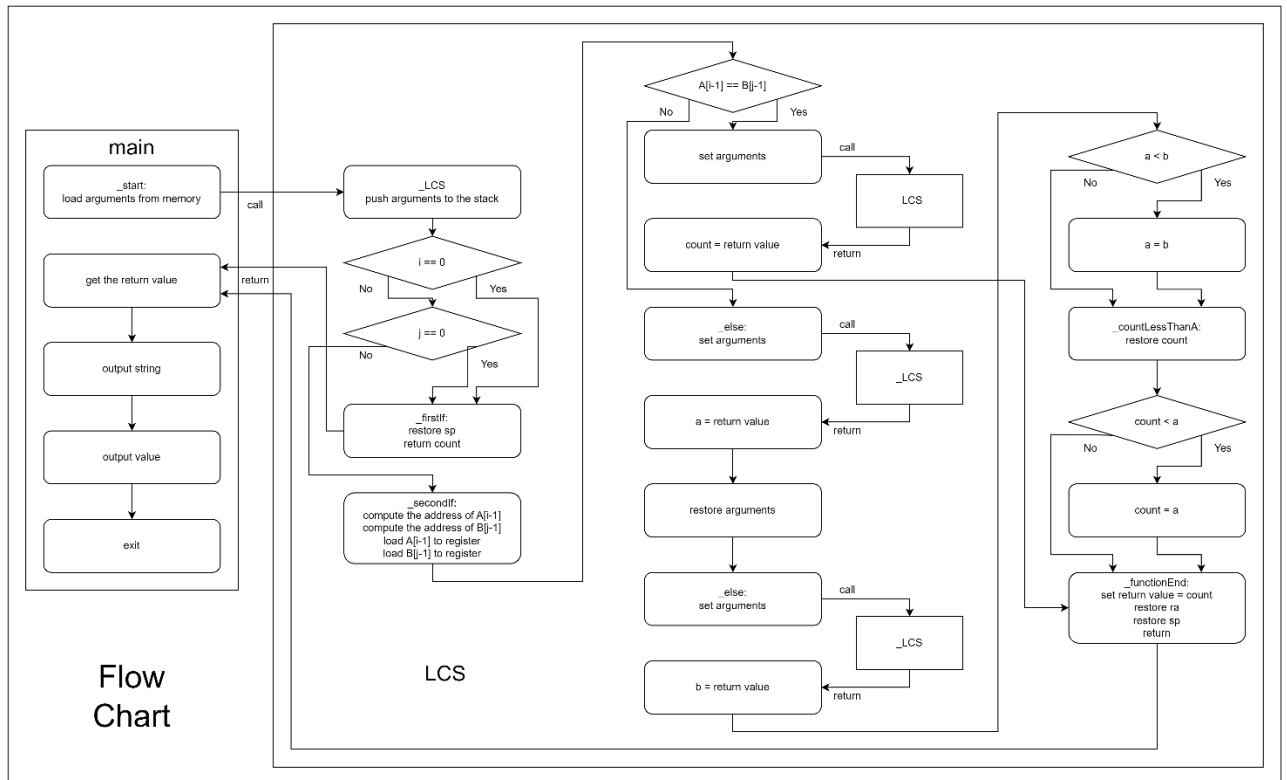 main
_start:
load arguments from memory
call
get the return value
return
output string
output value
exit
Flow
Chart
_LCS
push arguments to the stack
i == 0
No
Yes
j == 0
No
Yes
_firstIf:
restore sp
return count
_secondIf:
compute the address of A[i-1]
compute the address of B[j-1]
load A[i-1] to register
load B[j-1] to register
LCS
A[i-1] == B[j-1]
No
Yes
set arguments
call
LCS
count = return value
return
_else:
set arguments
call
_LCS
a = return value
return
restore arguments
_else:
set arguments
call
_LCS
b = return value
return
a < b
No
Yes
a = b
_countLessThanA:
restore count
count < a
No
Yes
count = a
_functionEnd:
set return value = count
restore ra
restore sp
return